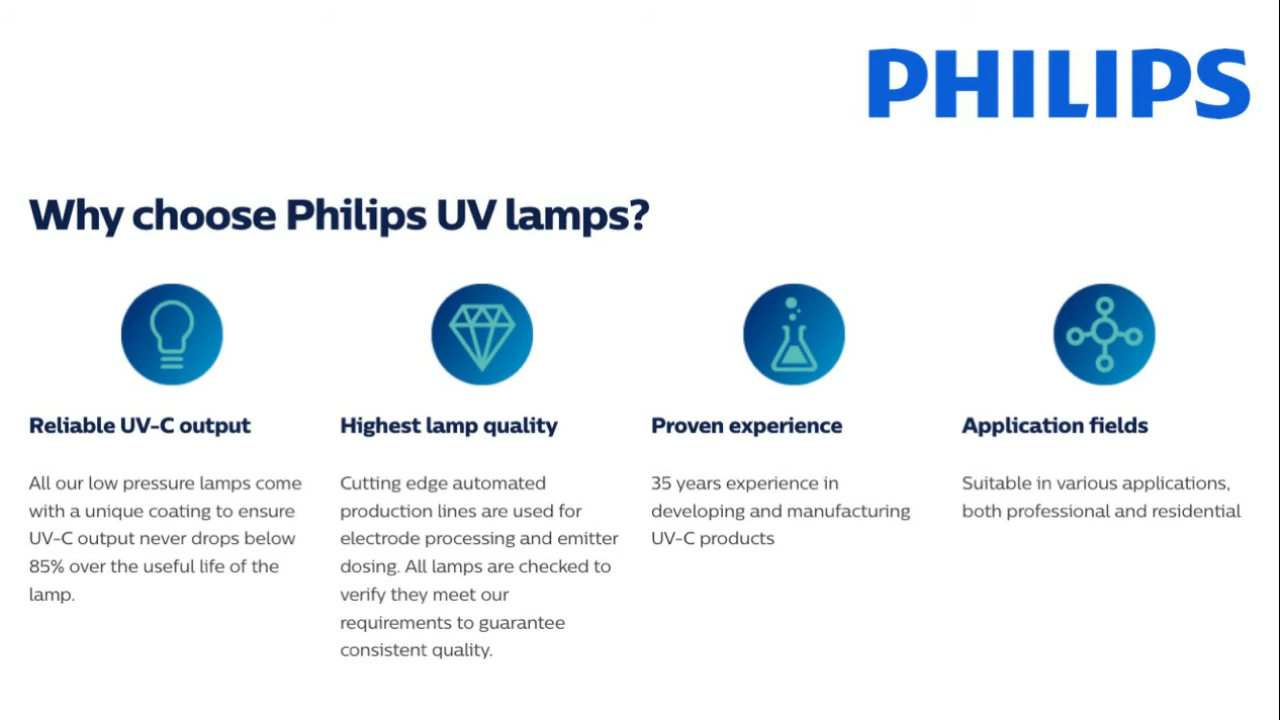 PHILIPS
Why choose Philips UV lamps?
Reliable UV-C output
All our low pressure lamps come
with a unique coating to ensure
UV-C output never drops below
85% over the useful life of the
lamp.
Highest lamp quality
Cutting edge automated
production lines are used for
electrode processing and emitter
dosing. All lamps are checked to
verify they meet our
requirements to guarantee
consistent quality.
Proven experience
35 years experience in
developing and manufacturing
UV-C products
Application fields
Suitable in various applications,
both professional and residential